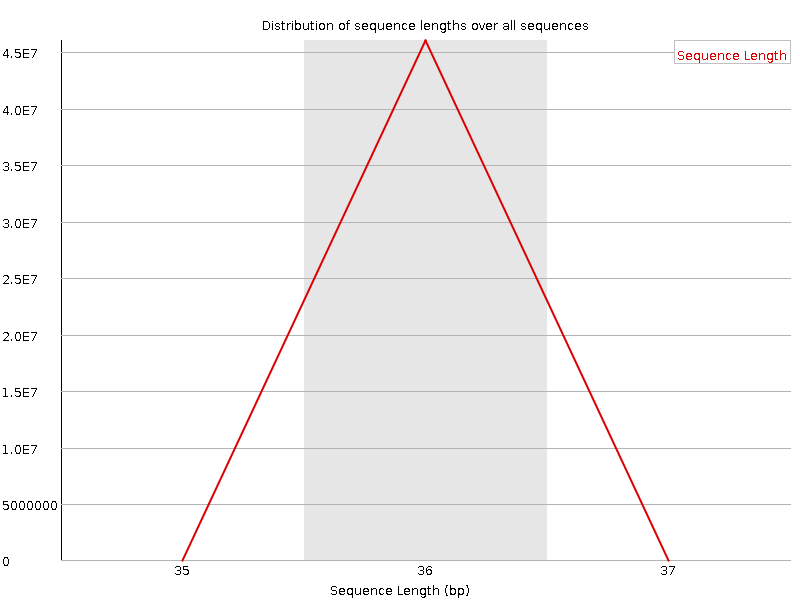 Distribution of sequence lengths over all sequences
Sequence Length
4.5E7
4.0E7
3.5E7
3.0E7
2.5E7
2.0E7
1.5E7
1.0E7
5000000
0
35 36 37
Sequence Length (bp)